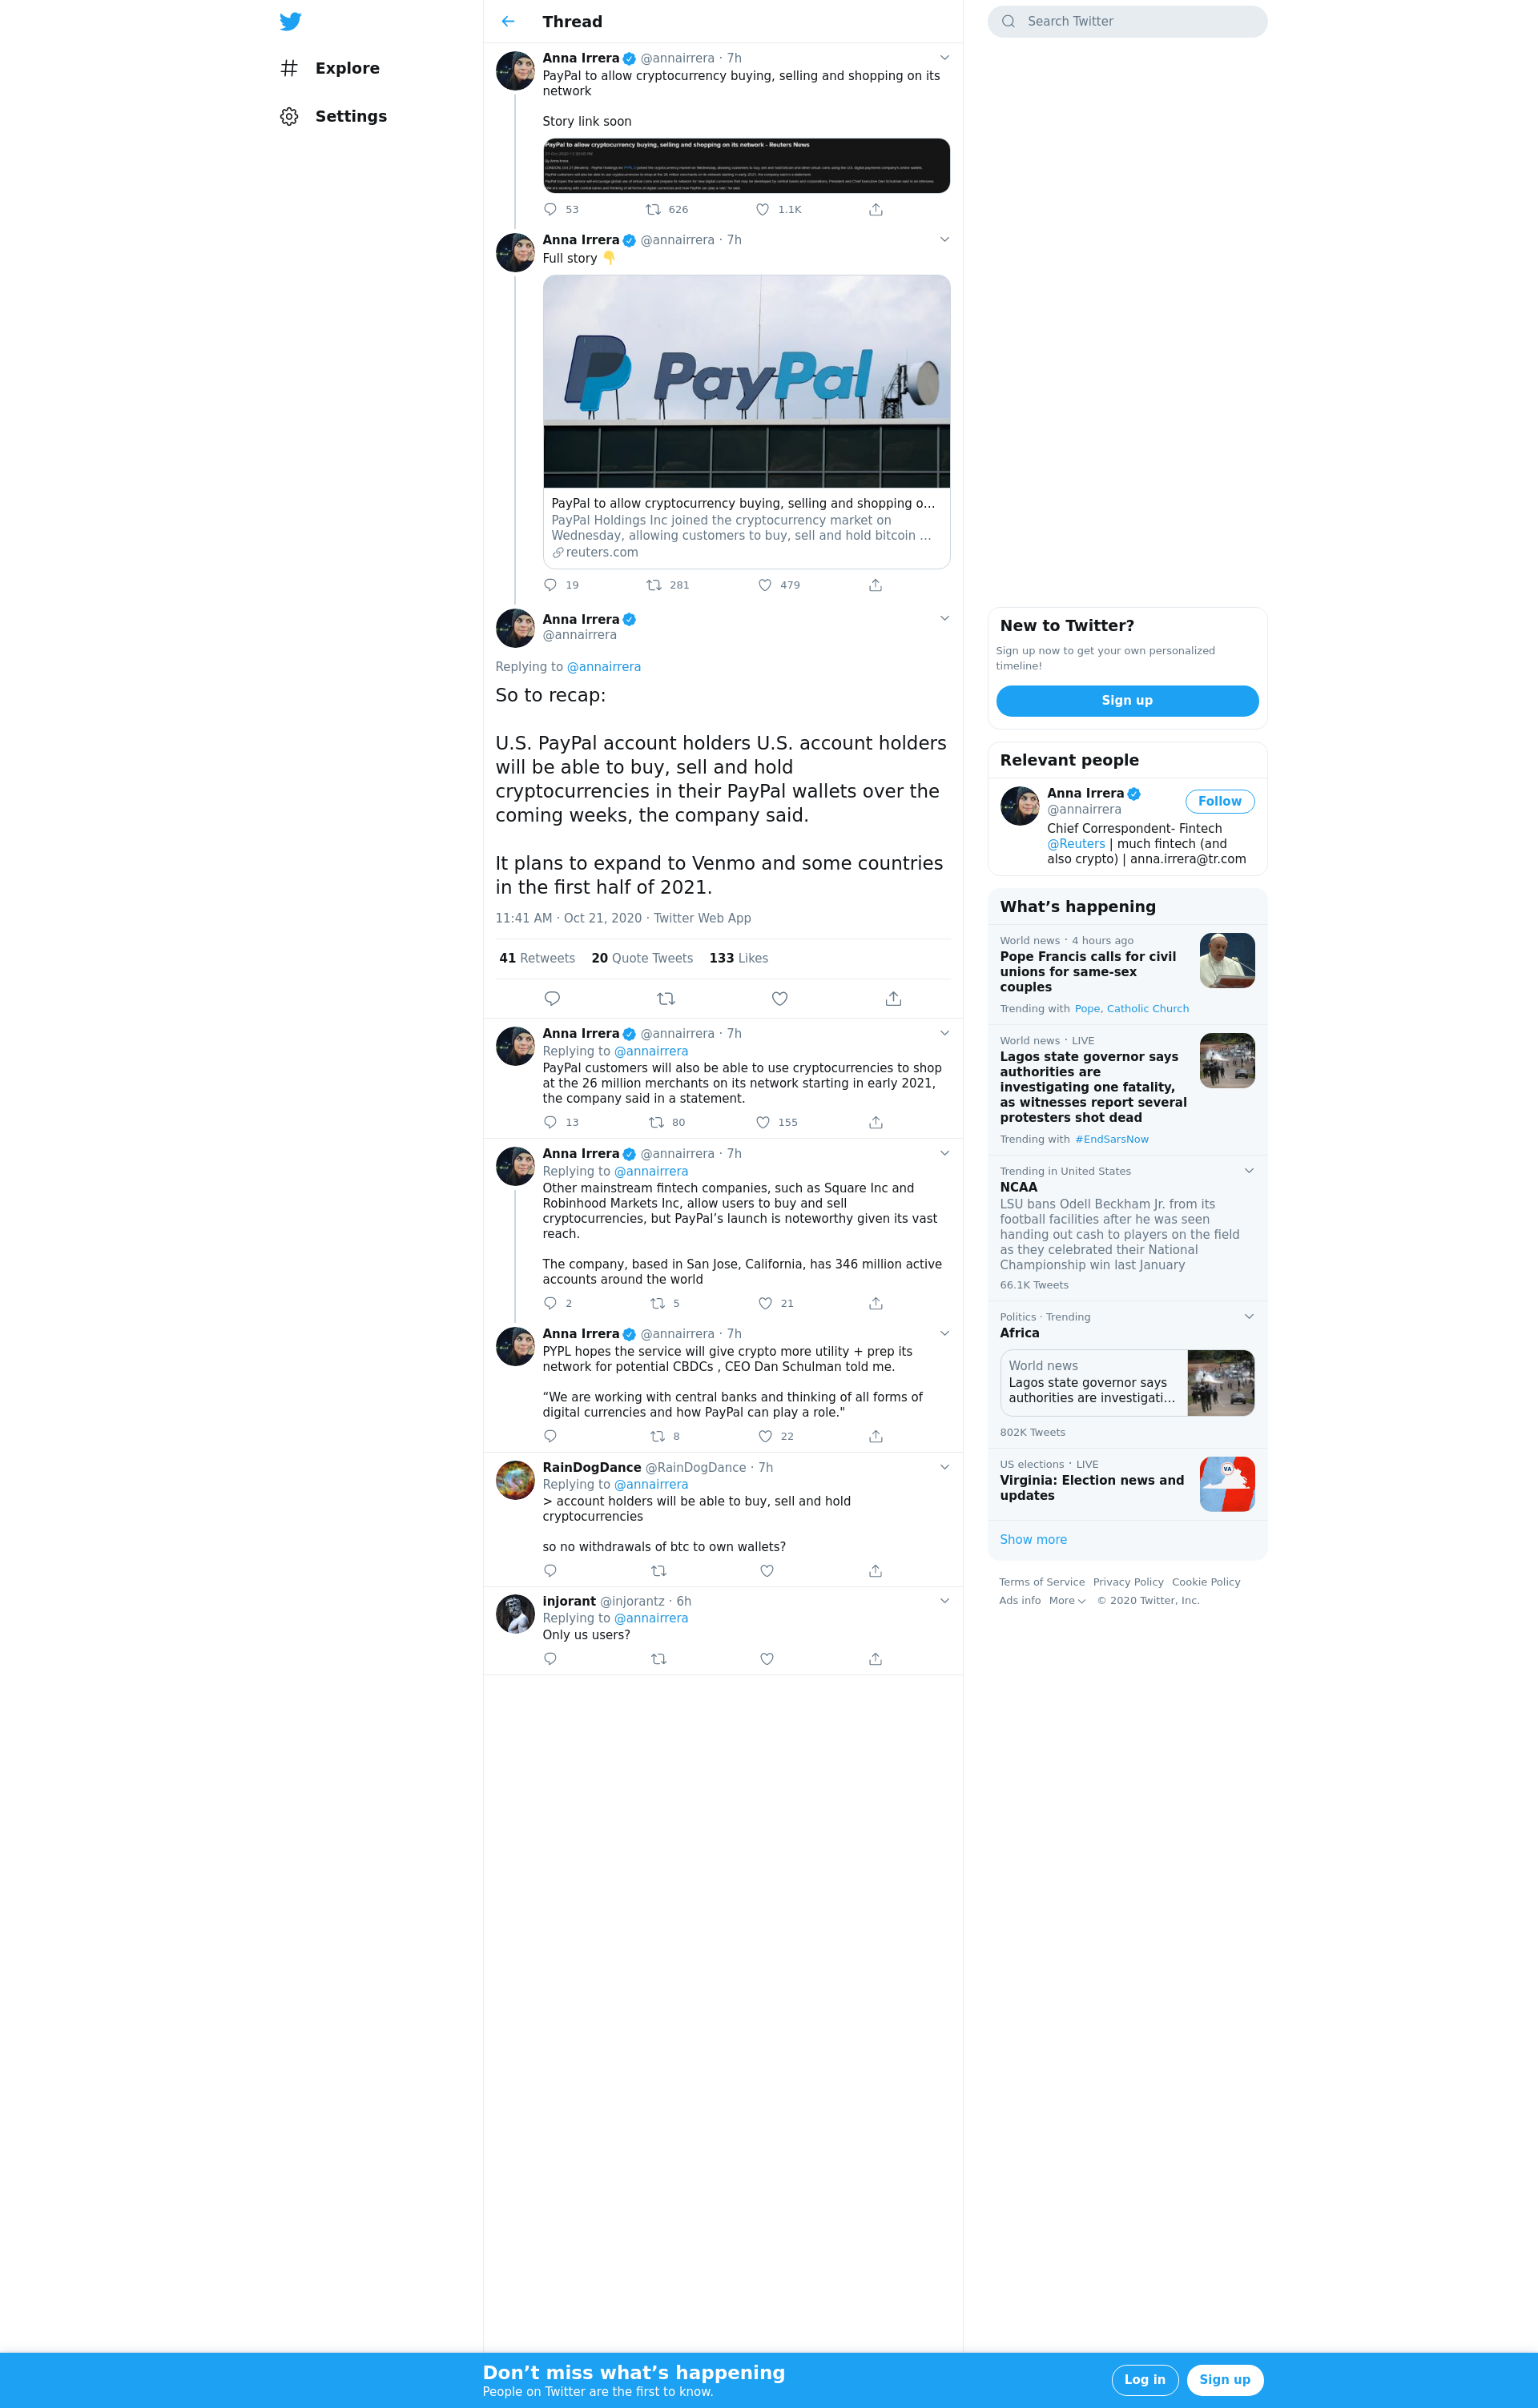 Explore
Settings
Thread
Search Twitter
Anna Irrera @annairrera · 7h
PayPal to allow cryptocurrency buying, selling and shopping on its
network
Story link soon
PayPal to allow cryptocurrency buying, selling and shopping on its network - Reuters News
53 626 1.1K
Anna Irrera @annairrera · 7h
Full story 👇
PayPal
PayPal to allow cryptocurrency buying, selling and shopping o…
PayPal Holdings Inc joined the cryptocurrency market on
Wednesday, allowing customers to buy, sell and hold bitcoin …
reuters.com
19 281 479
Anna Irrera
@annairrera
Replying to @annairrera
So to recap:
U.S. PayPal account holders U.S. account holders
will be able to buy, sell and hold
cryptocurrencies in their PayPal wallets over the
coming weeks, the company said.
It plans to expand to Venmo and some countries
in the first half of 2021.
11:41 AM · Oct 21, 2020 · Twitter Web App
41 Retweets 20 Quote Tweets 133 Likes
Anna Irrera @annairrera · 7h
Replying to @annairrera
PayPal customers will also be able to use cryptocurrencies to shop
at the 26 million merchants on its network starting in early 2021,
the company said in a statement.
13 80 155
Anna Irrera @annairrera · 7h
Replying to @annairrera
Other mainstream fintech companies, such as Square Inc and
Robinhood Markets Inc, allow users to buy and sell
cryptocurrencies, but PayPal’s launch is noteworthy given its vast
reach.
The company, based in San Jose, California, has 346 million active
accounts around the world
2 5 21
Anna Irrera @annairrera · 7h
PYPL hopes the service will give crypto more utility + prep its
network for potential CBDCs , CEO Dan Schulman told me.
“We are working with central banks and thinking of all forms of
digital currencies and how PayPal can play a role."
8 22
RainDogDance @RainDogDance · 7h
Replying to @annairrera
> account holders will be able to buy, sell and hold
cryptocurrencies
so no withdrawals of btc to own wallets?
injorant @injorantz · 6h
Replying to @annairrera
Only us users?
New to Twitter?
Sign up now to get your own personalized
timeline!
Sign up
Relevant people
Anna Irrera
@annairrera
Follow
Chief Correspondent- Fintech
@Reuters | much fintech (and
also crypto) | anna.irrera@tr.com
What’s happening
World news · 4 hours ago
Pope Francis calls for civil
unions for same-sex
couples
Trending with Pope, Catholic Church
World news · LIVE
Lagos state governor says
authorities are
investigating one fatality,
as witnesses report several
protesters shot dead
Trending with #EndSarsNow
Trending in United States
NCAA
LSU bans Odell Beckham Jr. from its
football facilities after he was seen
handing out cash to players on the field
as they celebrated their National
Championship win last January
66.1K Tweets
Politics · Trending
Africa
World news
Lagos state governor says
authorities are investigati…
802K Tweets
US elections · LIVE
Virginia: Election news and
updates
VA
Show more
Terms of Service Privacy Policy Cookie Policy
Ads info More © 2020 Twitter, Inc.
Don’t miss what’s happening
People on Twitter are the first to know.
Log in
Sign up